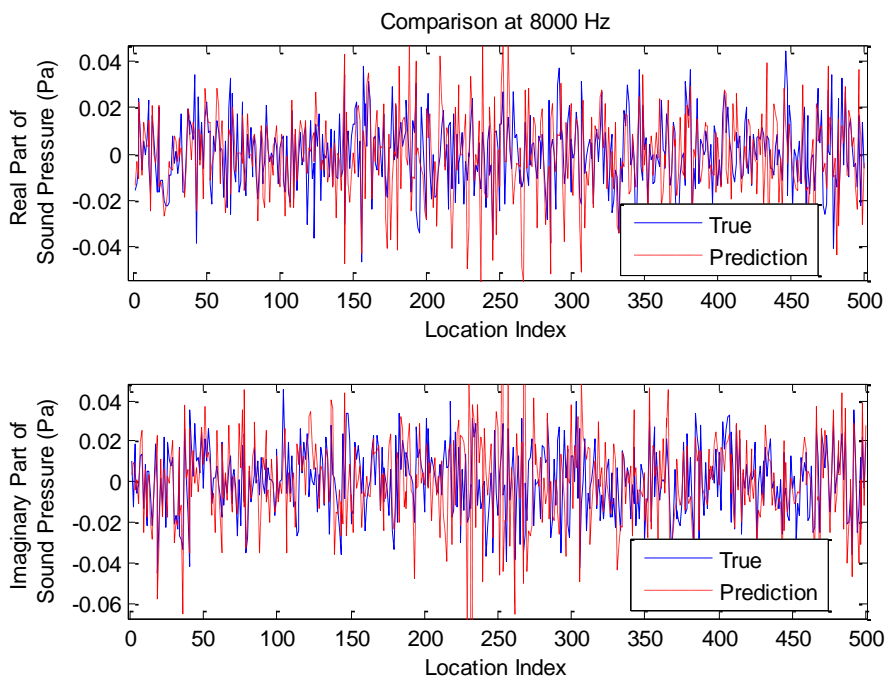 Comparison at 8000 Hz
Real Part of
Sound Pressure (Pa)
0.04
0.02
0
-0.02
-0.04
True
Prediction
0 50 100 150 200 250 300 350 400 450 500
Location Index
Imaginary Part of
Sound Pressure (Pa)
0.04
0.02
0
-0.02
-0.04
-0.06
True
Prediction
0 50 100 150 200 250 300 350 400 450 500
Location Index